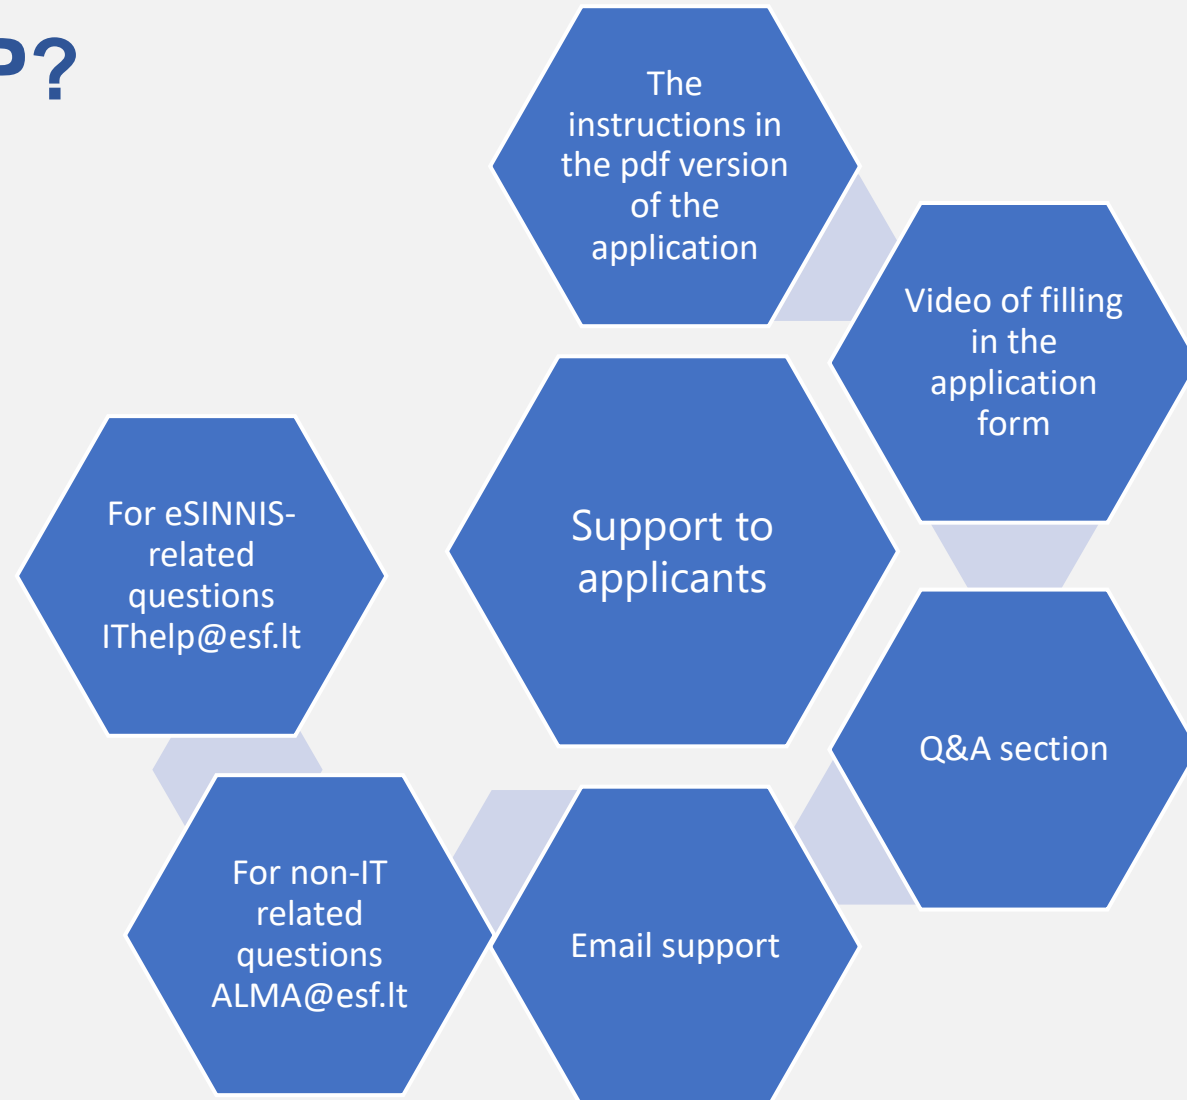 P?
The
instructions in
the pdf version
of the
application
Video of filling
in the
application
form
Support to
applicants
For eSINNIS-
related
questions
IThelp@esf.lt
Q&A section
For non-IT
related
questions
ALMA@esf.lt
Email support